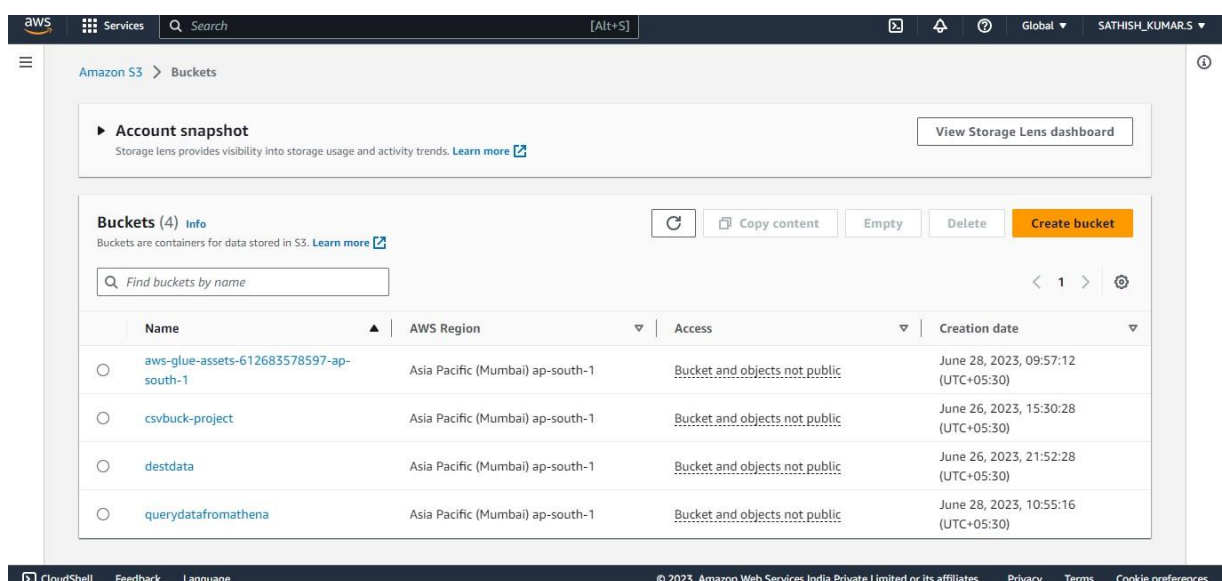 aws Services Search [Alt+S] Global SATHISH_KUMAR.S
Amazon S3 > Buckets
Account snapshot
View Storage Lens dashboard
Storage lens provides visibility into storage usage and activity trends. Learn more
Buckets (4) Info
Copy content Empty Delete Create bucket
Buckets are containers for data stored in S3. Learn more
Find buckets by name
< 1 >
Name AWS Region Access Creation date
aws-glue-assets-612683578597-ap-
south-1
Asia Pacific (Mumbai) ap-south-1
Bucket and objects not public
June 28, 2023, 09:57:12
(UTC+05:30)
csvbuck-project
Asia Pacific (Mumbai) ap-south-1
Bucket and objects not public
June 26, 2023, 15:30:28
(UTC+05:30)
destdata
Asia Pacific (Mumbai) ap-south-1
Bucket and objects not public
June 26, 2023, 21:52:28
(UTC+05:30)
querydatafromathena
Asia Pacific (Mumbai) ap-south-1
Bucket and objects not public
June 28, 2023, 10:55:16
(UTC+05:30)
CloudShell Feedback Language © 2023, Amazon Web Services India Private Limited or its affiliates. Privacy Terms Cookie preferences